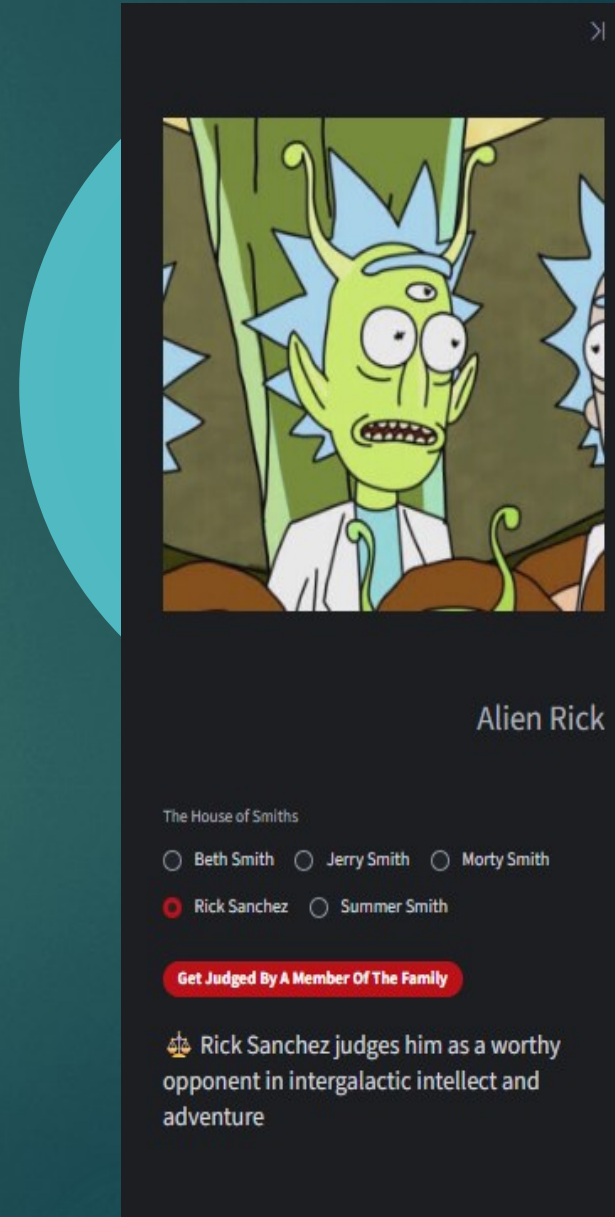 Alien Rick
The House of Smiths
Beth Smith Jerry Smith Morty Smith
Rick Sanchez Summer Smith
Get Judged By A Member Of The Family
⚖️ Rick Sanchez judges him as a worthy
opponent in intergalactic intellect and
adventure